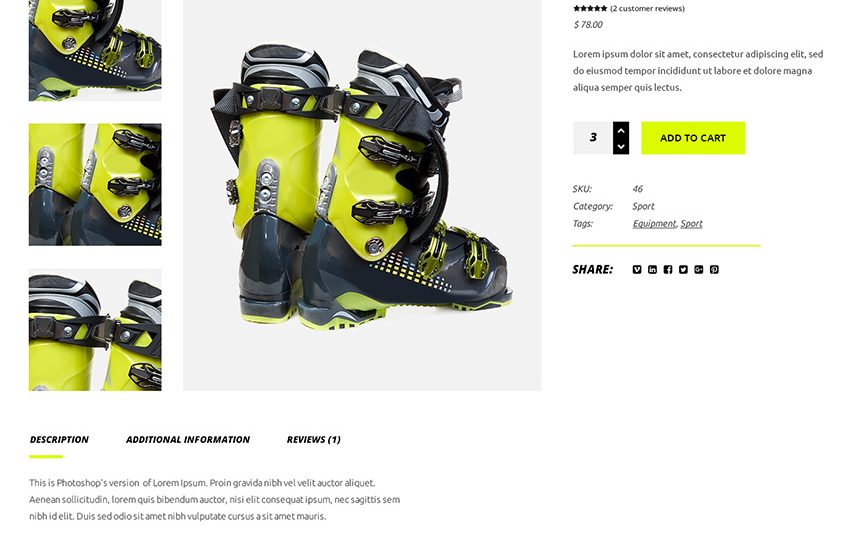 (2 customer reviews)
$ 78.00
Lorem ipsum dolor sit amet, consectetur adipiscing elit, sed
do eiusmod tempor incididunt ut labore et dolore magna
aliqua semper quis lectus.
3
ADD TO CART
SKU: 46
Category: Sport
Tags: Equipment, Sport
SHARE:
DESCRIPTION ADDITIONAL INFORMATION REVIEWS (1)
This is Photoshop's version of Lorem Ipsum. Proin gravida nibh vel velit auctor aliquet.
Aenean sollicitudin, lorem quis bibendum auctor, nisi elit consequat ipsum, nec sagittis sem
nibh id elit. Duis sed odio sit amet nibh vulputate cursus a sit amet mauris.